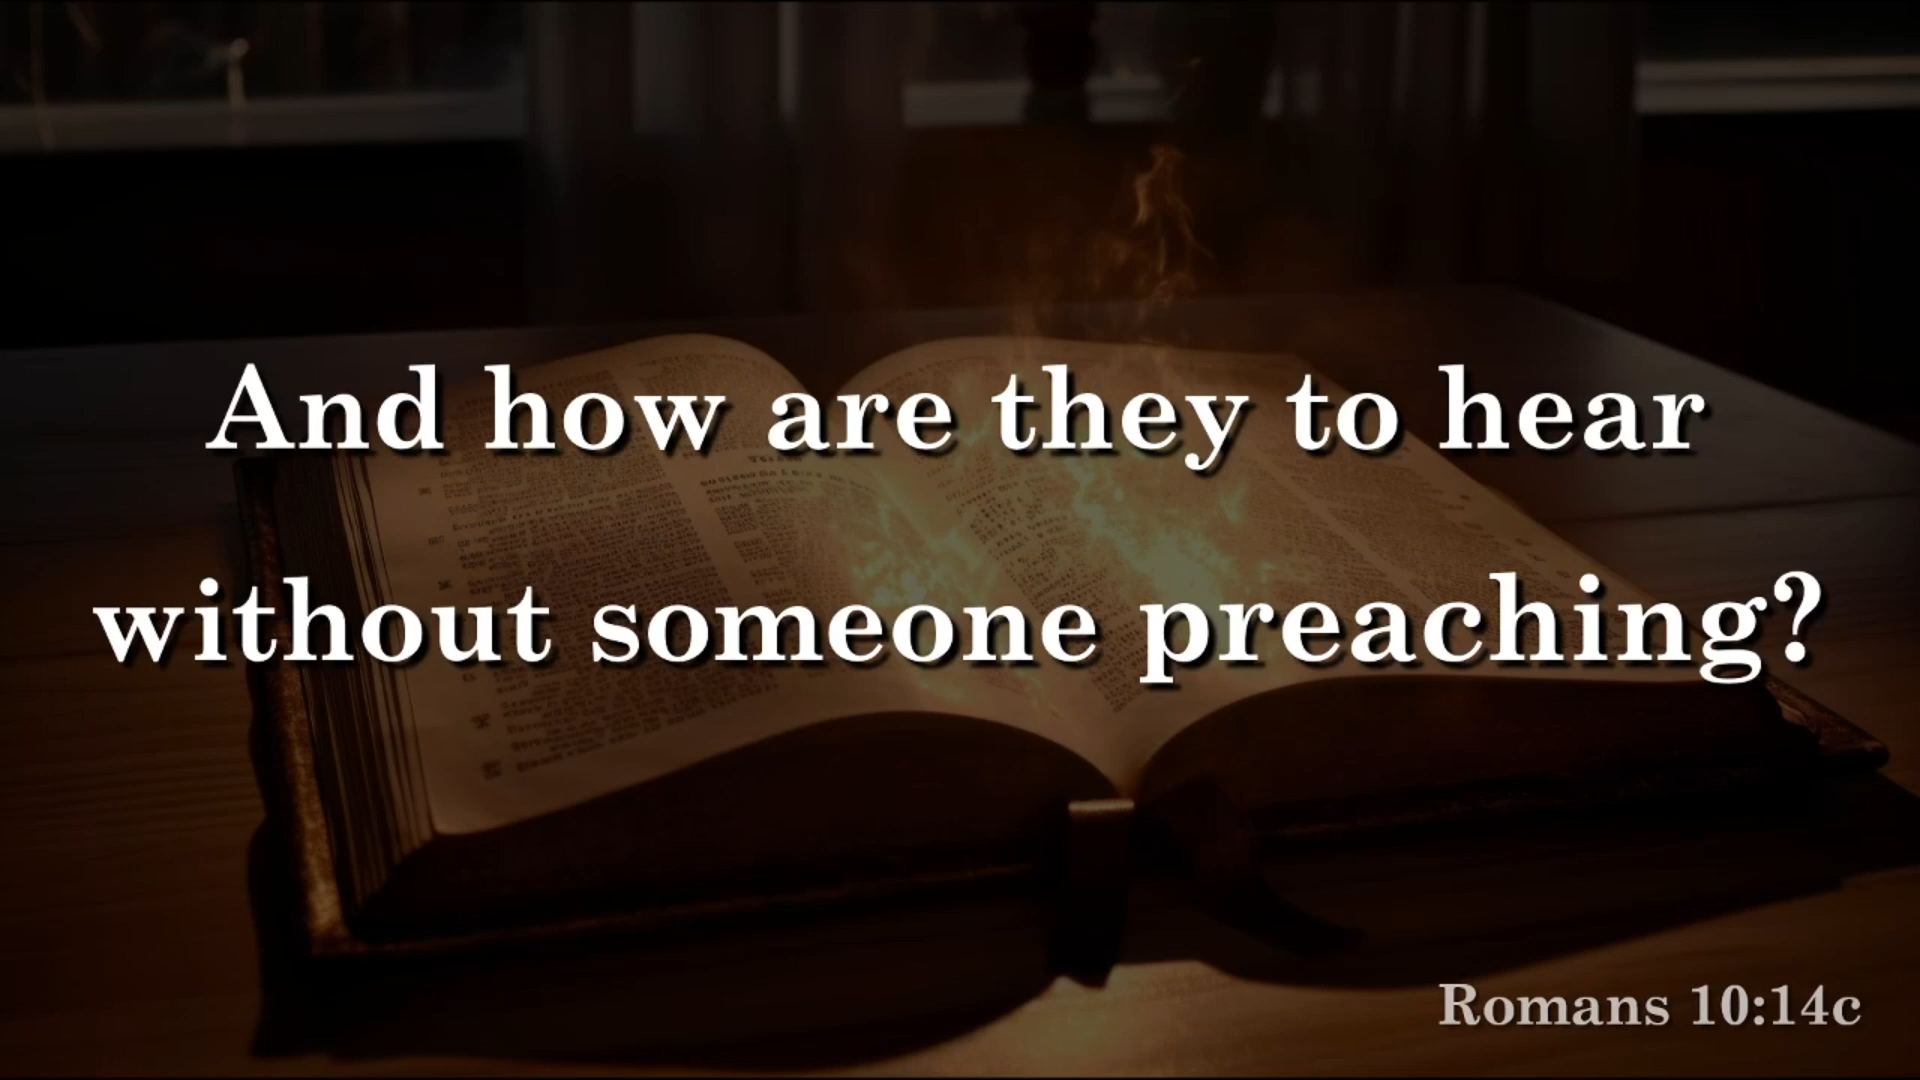 And how are they to hear
without someone preaching?
Romans 10:14c